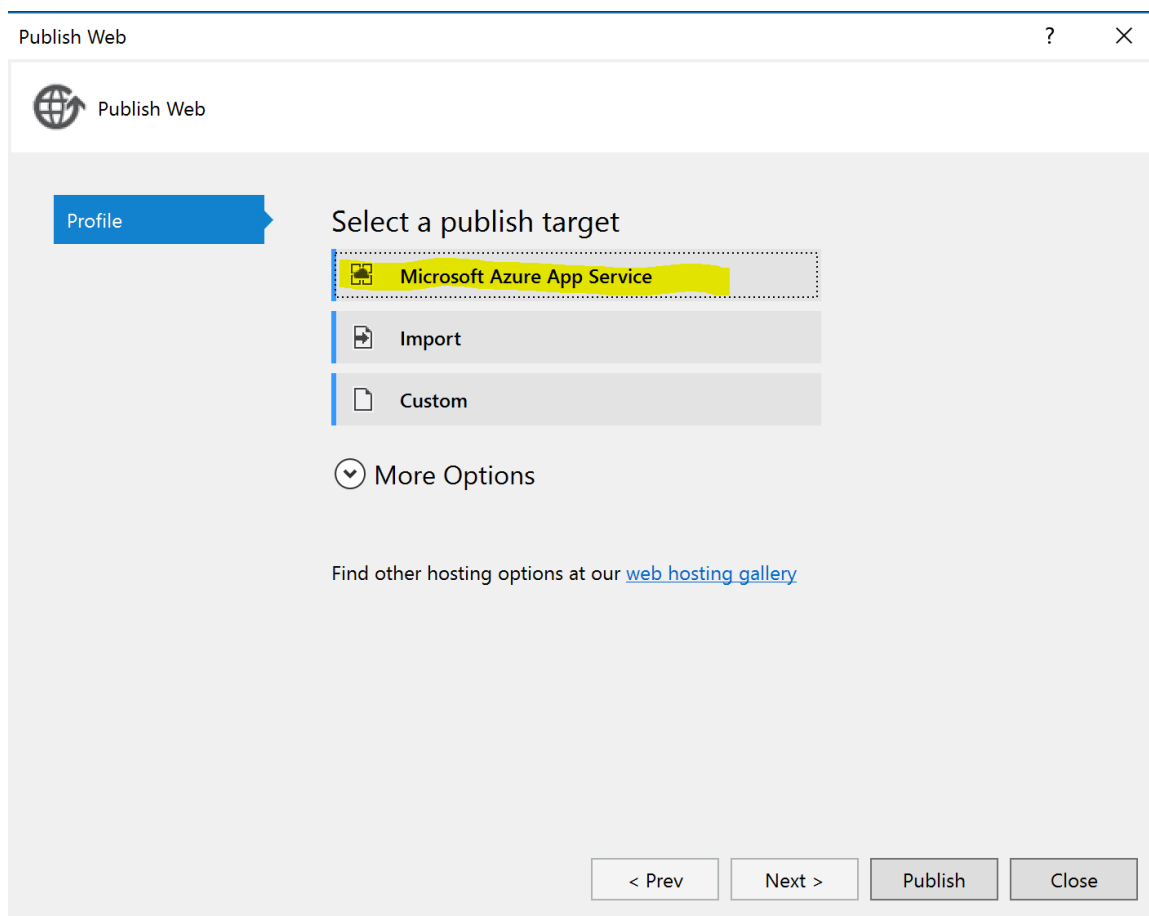 Publish Web
?
Publish Web
Profile
Select a publish target
Microsoft Azure App Service
Import
Custom
More Options
Find other hosting options at our web hosting gallery
< Prev
Next >
Publish
Close